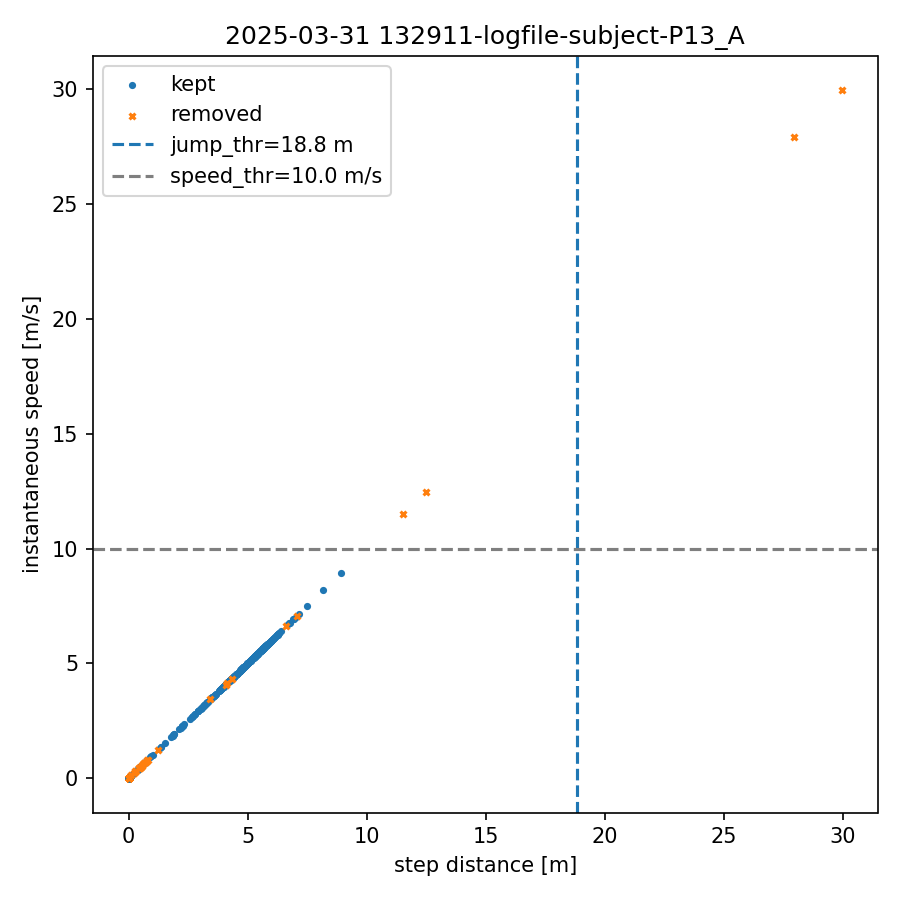 2025-03-31 132911-logfile-subject-P13_A
kept
removed
jump_thr=18.8 m
speed_thr=10.0 m/s
30
25
20
15
10
5
0
instantaneous speed [m/s]
0 5 10 15 20 25 30
step distance [m]